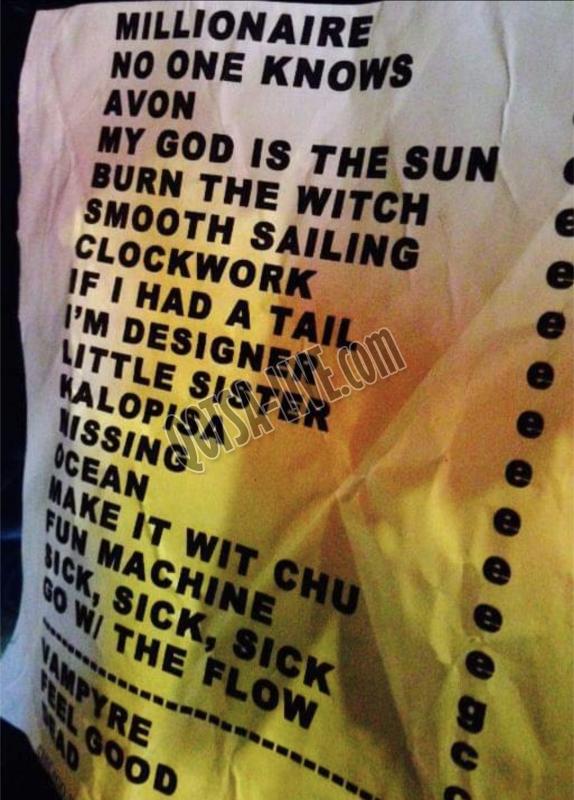 MILLIONAIRE
NO ONE KNOWS
AVON
MY GOD IS THE SUN
BURN THE WITCH
SMOOTH SAILING
CLOCKWORK
IF I HAD A TAIL
I'M DESIGNER
LITTLE SISTER
KALOPSIA
MISSING
OCEAN
MAKE IT WIT CHU
FUN MACHINE
SICK, SICK, SICK
GO W/ THE FLOW
VAMPYRE
FEEL GOOD
DEAD
e
e
e
e
e
e
e
e
e
e
g
c
QOTSA-LIVE.com